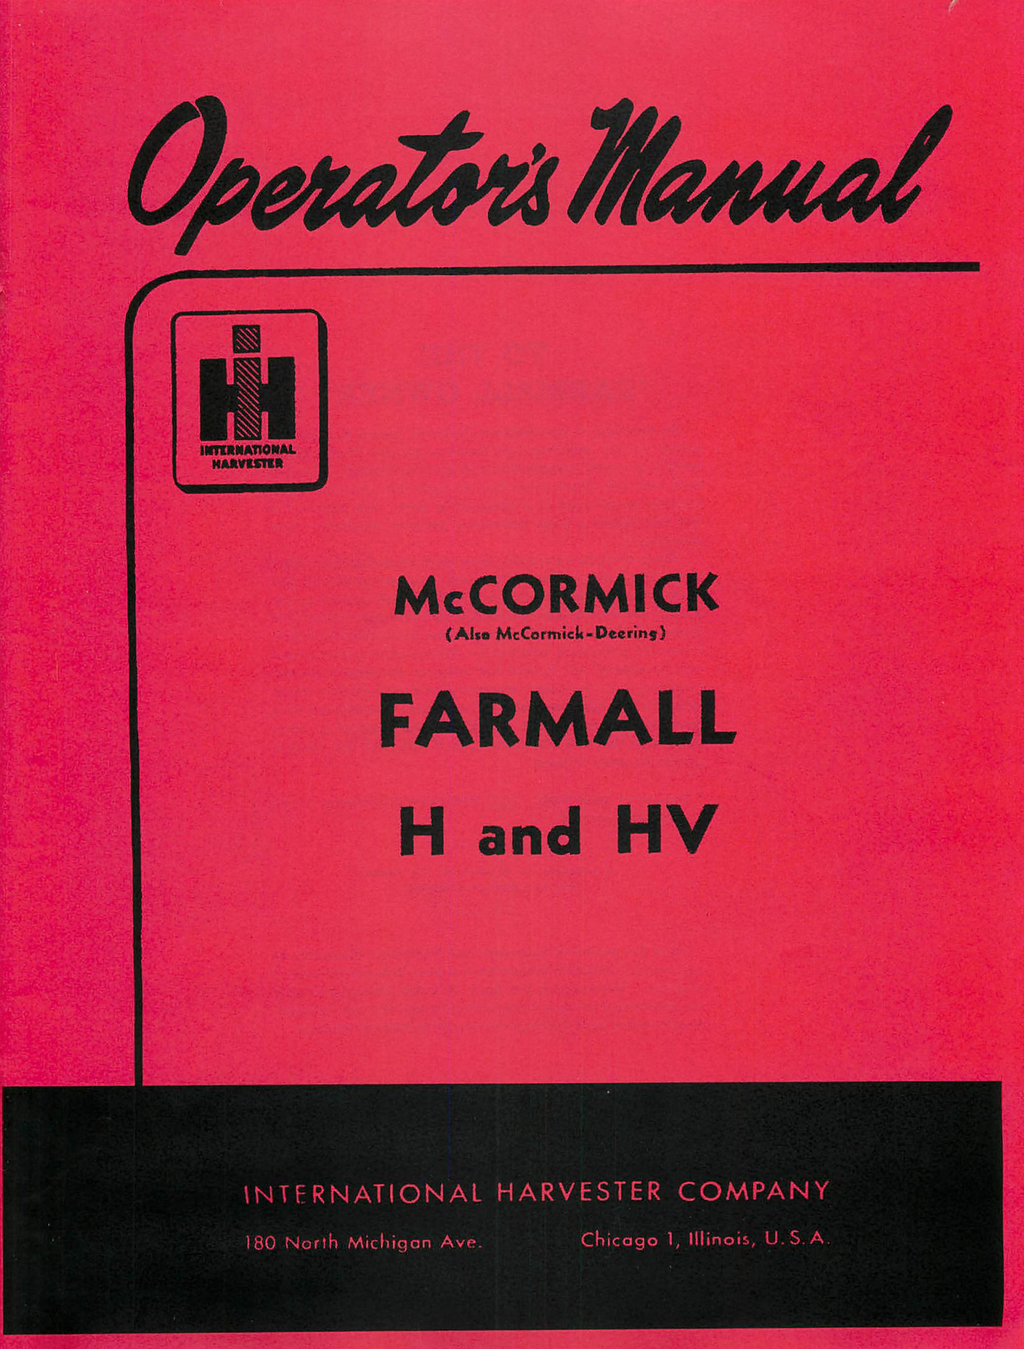 Operator's Manual
IH
INTERNATIONAL
HARVESTER
McCORMICK
(Also McCormick-Deering)
FARMALL
H and HV
INTERNATIONAL HARVESTER COMPANY
180 North Michigan Ave. Chicago 1, Illinois, U.S.A.